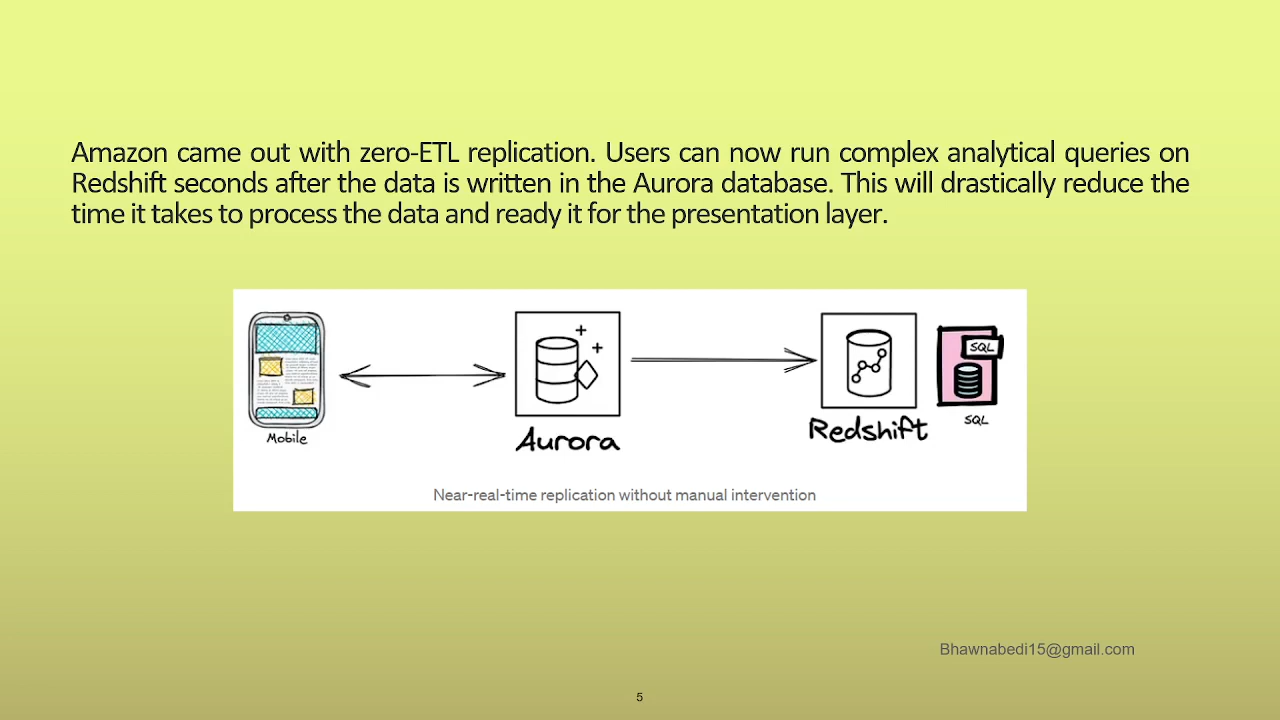 Amazon came out with zero-ETL replication. Users can now run complex analytical queries on
Redshift seconds after the data is written in the Aurora database. This will drastically reduce the
time it takes to process the data and ready it for the presentation layer.
SQL
Mobile
Aurora
Redshift
SQL
Near-real-time replication without manual intervention
Bhawnabedi15@gmail.com
5